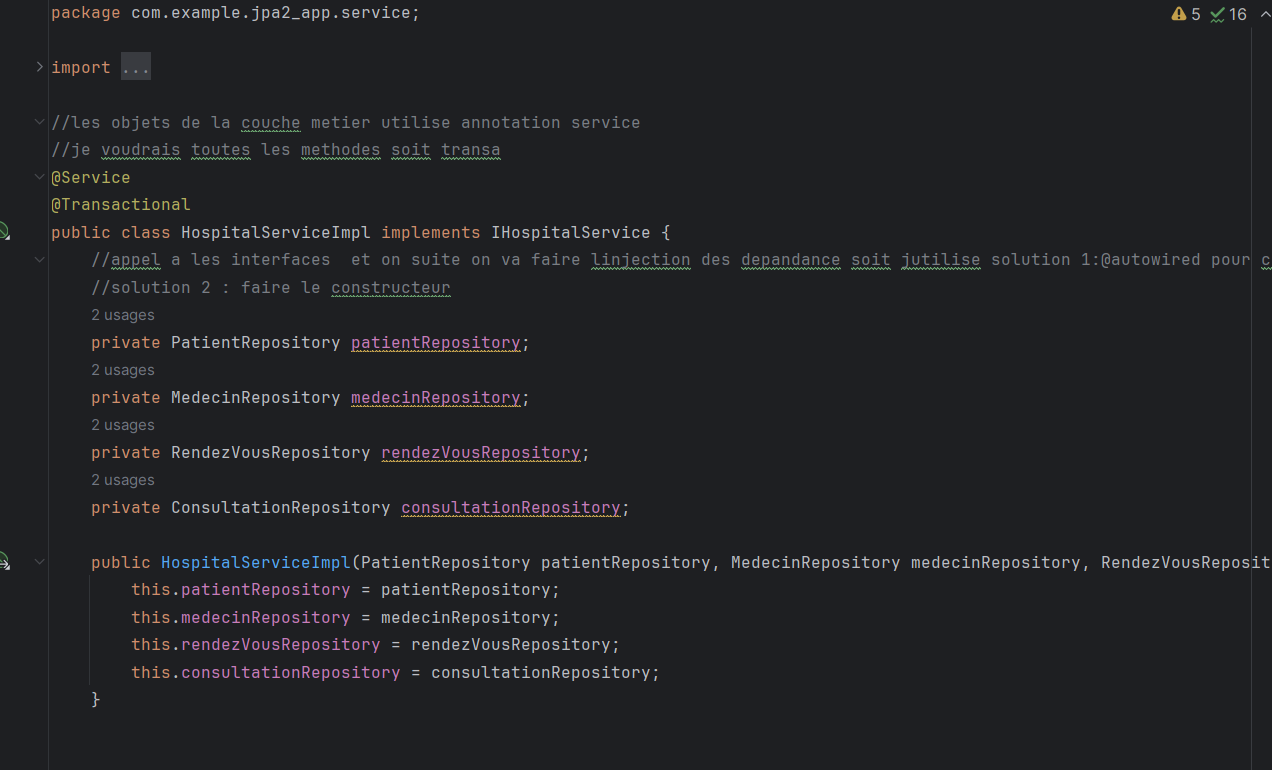 package com.example.jpa2_app.service;
5 16
import ...
//les objets de la couche metier utilise annotation service
//je voudrais toutes les methodes soit transa
@Service
@Transactional
public class HospitalServiceImpl implements IHospitalService {
//appel a les interfaces  et on suite on va faire linjection des depandance soit jutilise solution 1:@autowired pour c
//solution 2 : faire le constructeur
2 usages
private PatientRepository patientRepository;
2 usages
private MedecinRepository medecinRepository;
2 usages
private RendezVousRepository rendezVousRepository;
2 usages
private ConsultationRepository consultationRepository;
public HospitalServiceImpl(PatientRepository patientRepository, MedecinRepository medecinRepository, RendezVousReposit
this.patientRepository = patientRepository;
this.medecinRepository = medecinRepository;
this.rendezVousRepository = rendezVousRepository;
this.consultationRepository = consultationRepository;
}